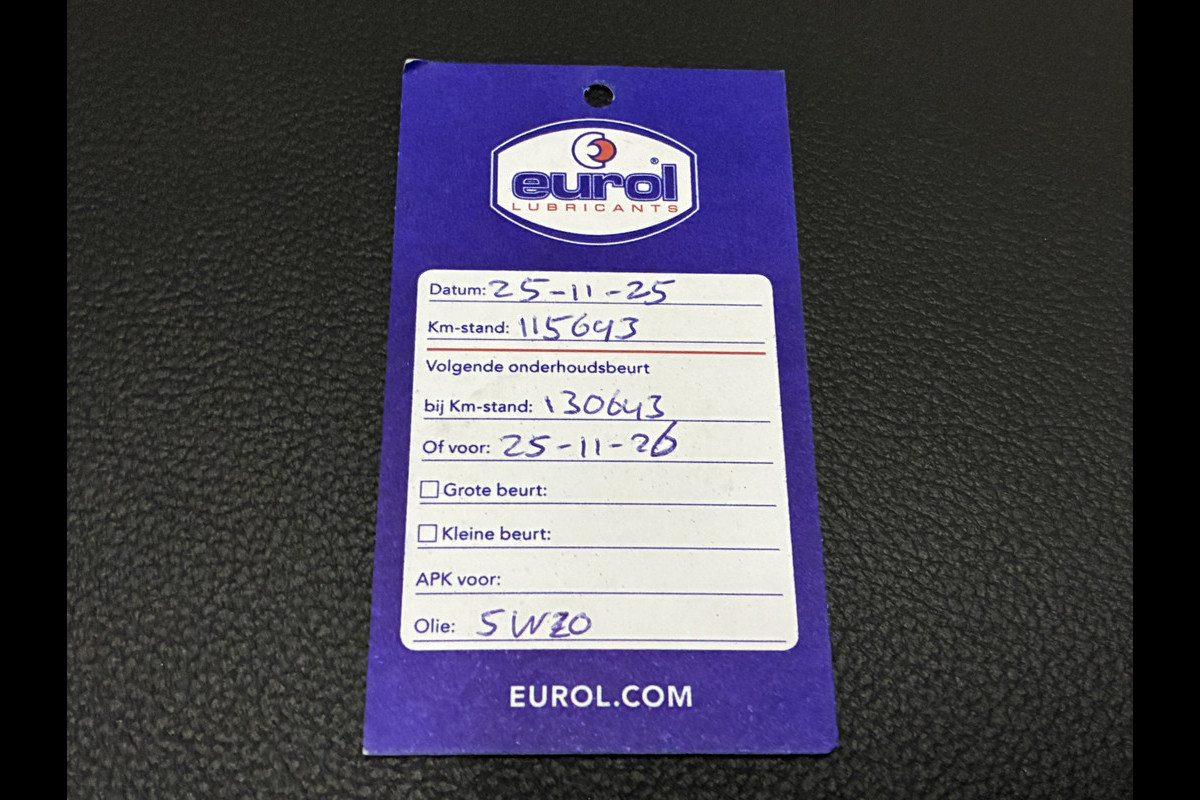 eurol®
LUBRICANTS
Datum: 25-11-25
Km-stand: 115643
Volgende onderhoudsbeurt
bij Km-stand: 130643
Of voor: 25-11-26
Grote beurt:
Kleine beurt:
APK voor:
Olie: 5W20
EUROL.COM